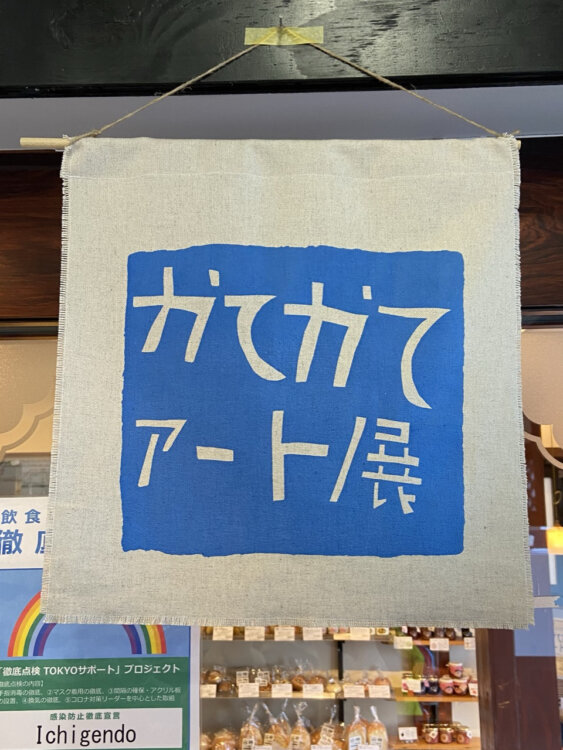 かてかて
アート展
飲食
徹底
「徹底点検 TOKYOサポート」プロジェクト
感染防止徹底宣言
Ichigendo